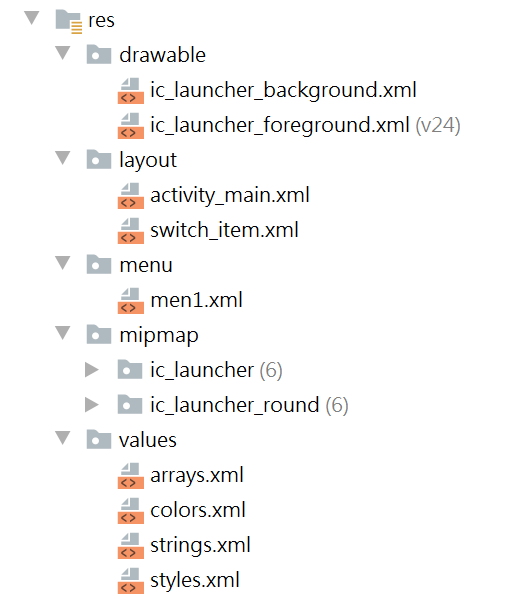 res
drawable
ic_launcher_background.xml
ic_launcher_foreground.xml (v24)
layout
activity_main.xml
switch_item.xml
menu
men1.xml
mipmap
ic_launcher (6)
ic_launcher_round (6)
values
arrays.xml
colors.xml
strings.xml
styles.xml